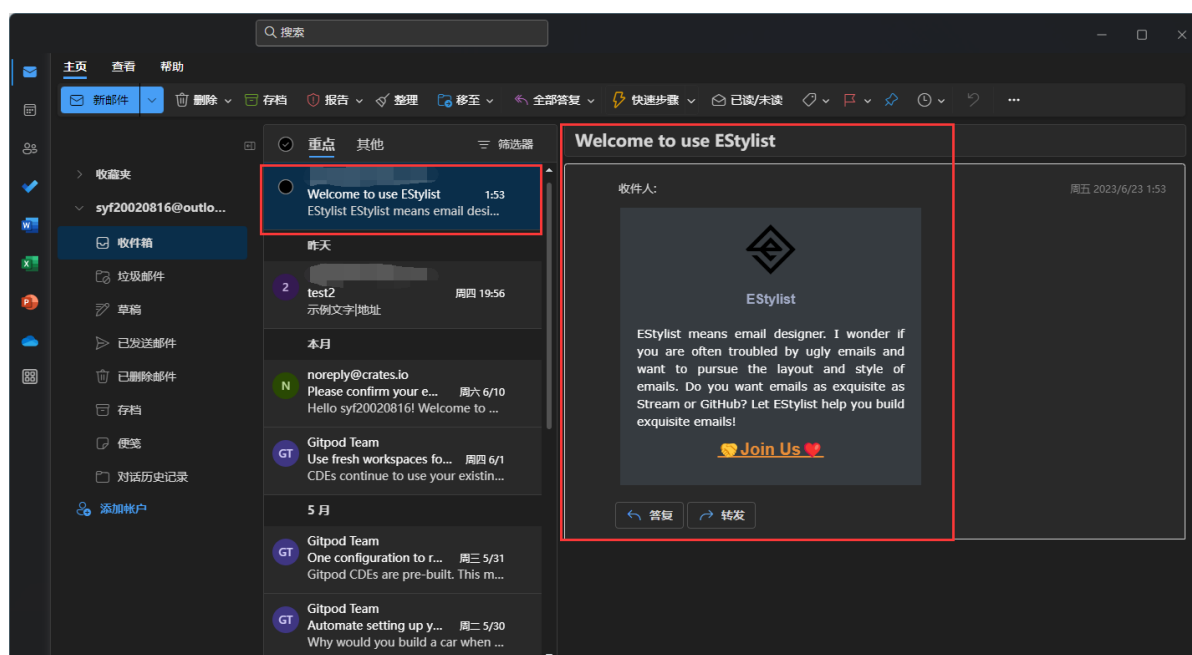 搜索
主页 查看 帮助
新邮件 删除 存档 报告 整理 移至 全部答复 快速步骤 已读/未读
收藏夹
syf20020816@outlo...
收件箱
垃圾邮件
草稿
已发送邮件
已删除邮件
存档
便笺
对话历史记录
添加帐户
重点 其他 筛选器
Welcome to use EStylist 1:53
EStylist EStylist means email desi...
昨天
2
test2 周四 19:56
示例文字|地址
本月
N
noreply@crates.io
Please confirm your e... 周六 6/10
Hello syf20020816! Welcome to ...
GT
Gitpod Team
Use fresh workspaces fo... 周四 6/1
CDEs continue to use your existin...
5 月
GT
Gitpod Team
One configuration to r... 周三 5/31
Gitpod CDEs are pre-built. This m...
GT
Gitpod Team
Automate setting up y... 周二 5/30
Why would you build a car when ...
Welcome to use EStylist
收件人:
周五 2023/6/23 1:53
EStylist
EStylist means email designer. I wonder if
you are often troubled by ugly emails and
want to pursue the layout and style of
emails. Do you want emails as exquisite as
Stream or GitHub? Let EStylist help you build
exquisite emails!
🤝Join Us❤️
答复 转发